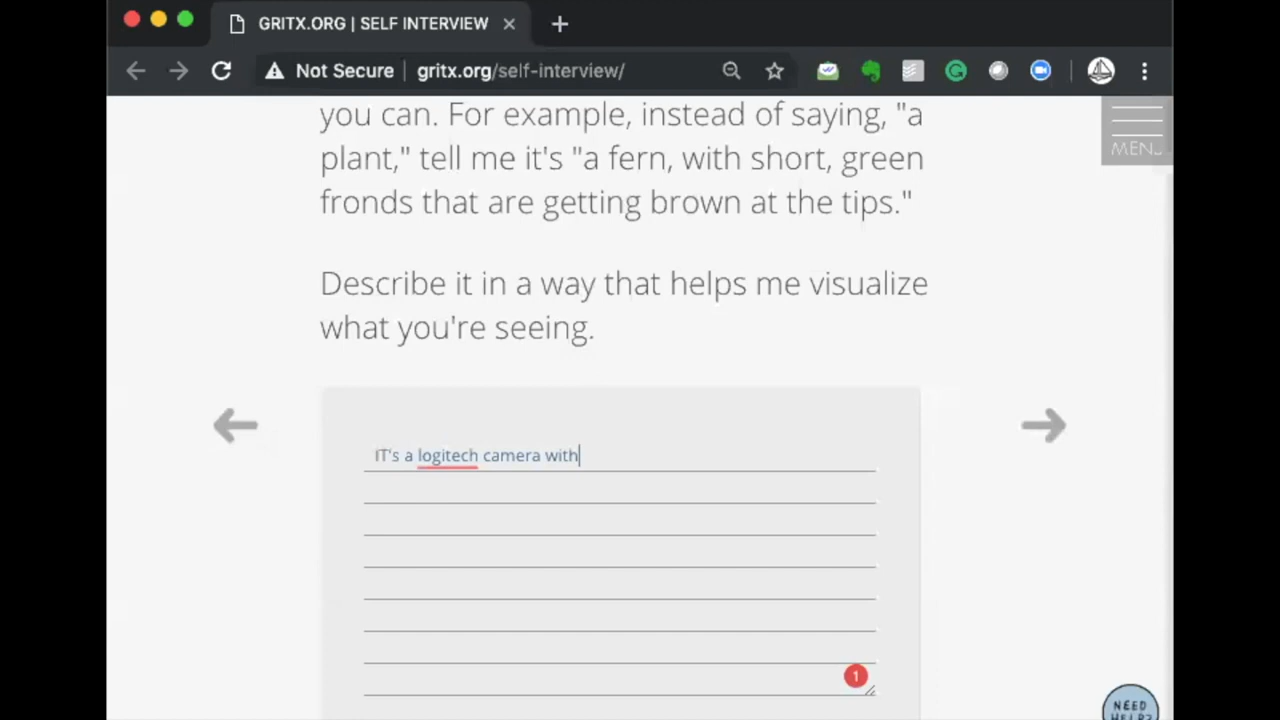 GRITX.ORG | SELF INTERVIEW
Not Secure
gritx.org/self-interview/
MENU
you can. For example, instead of saying, "a
plant," tell me it's "a fern, with short, green
fronds that are getting brown at the tips."
Describe it in a way that helps me visualize
what you're seeing.
IT's a logitech camera with
1
NEED
HELP?